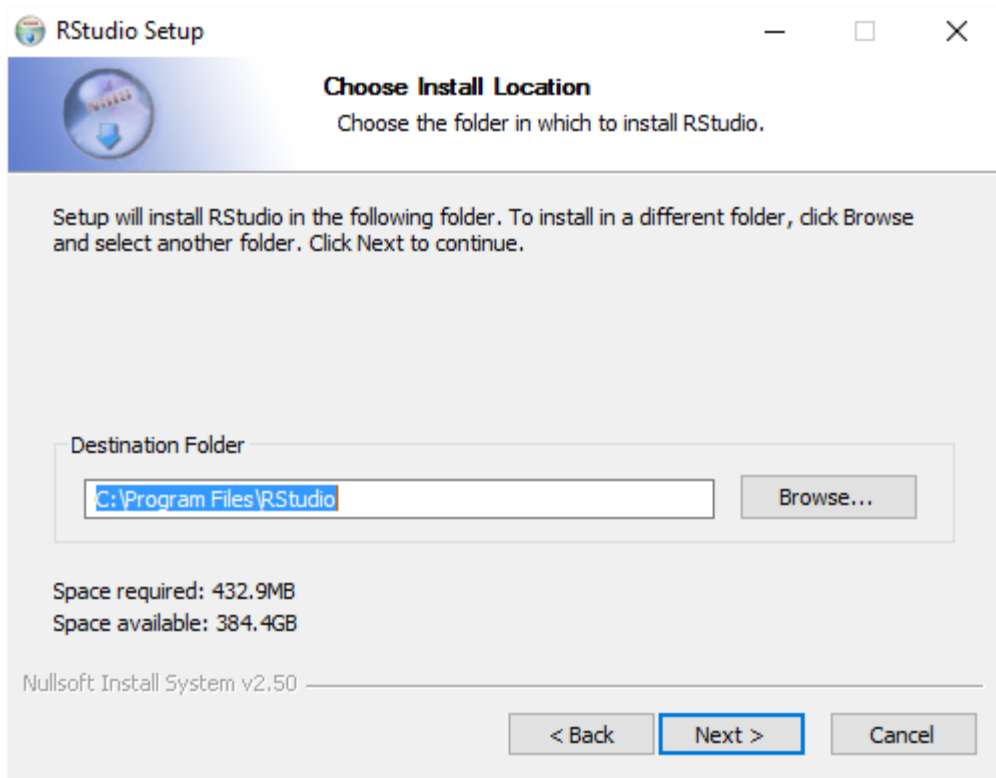 RStudio Setup
Choose Install Location
Choose the folder in which to install RStudio.
Setup will install RStudio in the following folder. To install in a different folder, click Browse
and select another folder. Click Next to continue.
Destination Folder
C:\Program Files\RStudio
Browse...
Space required: 432.9MB
Space available: 384.4GB
Nullsoft Install System v2.50
< Back
Next >
Cancel